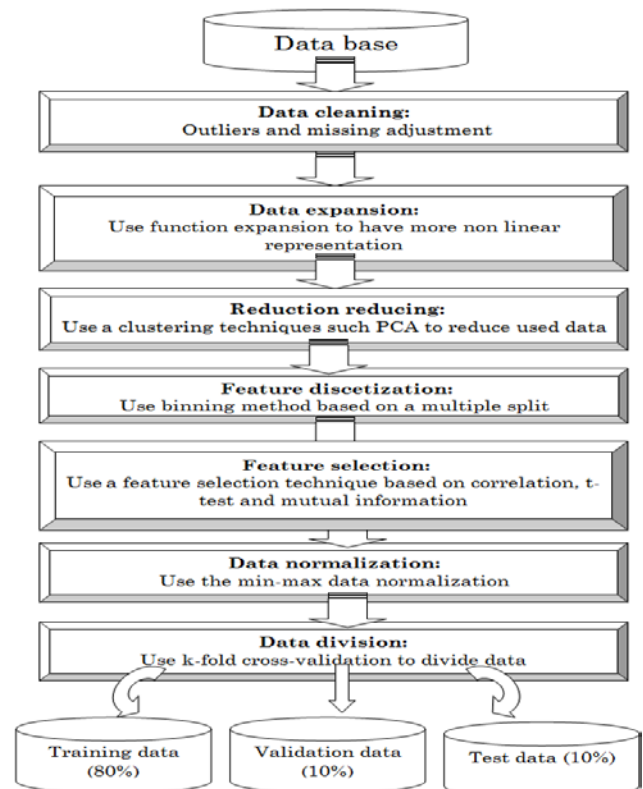 Data base
Data cleaning:
Outliers and missing adjustment
Data expansion:
Use function expansion to have more non linear
representation
Reduction reducing:
Use a clustering techniques such PCA to reduce used data
Feature discetization:
Use binning method based on a multiple split
Feature selection:
Use a feature selection technique based on correlation, t-
test and mutual information
Data normalization:
Use the min-max data normalization
Data division:
Use k-fold cross-validation to divide data
Training data
(80%)
Validation data
(10%)
Test data (10%)